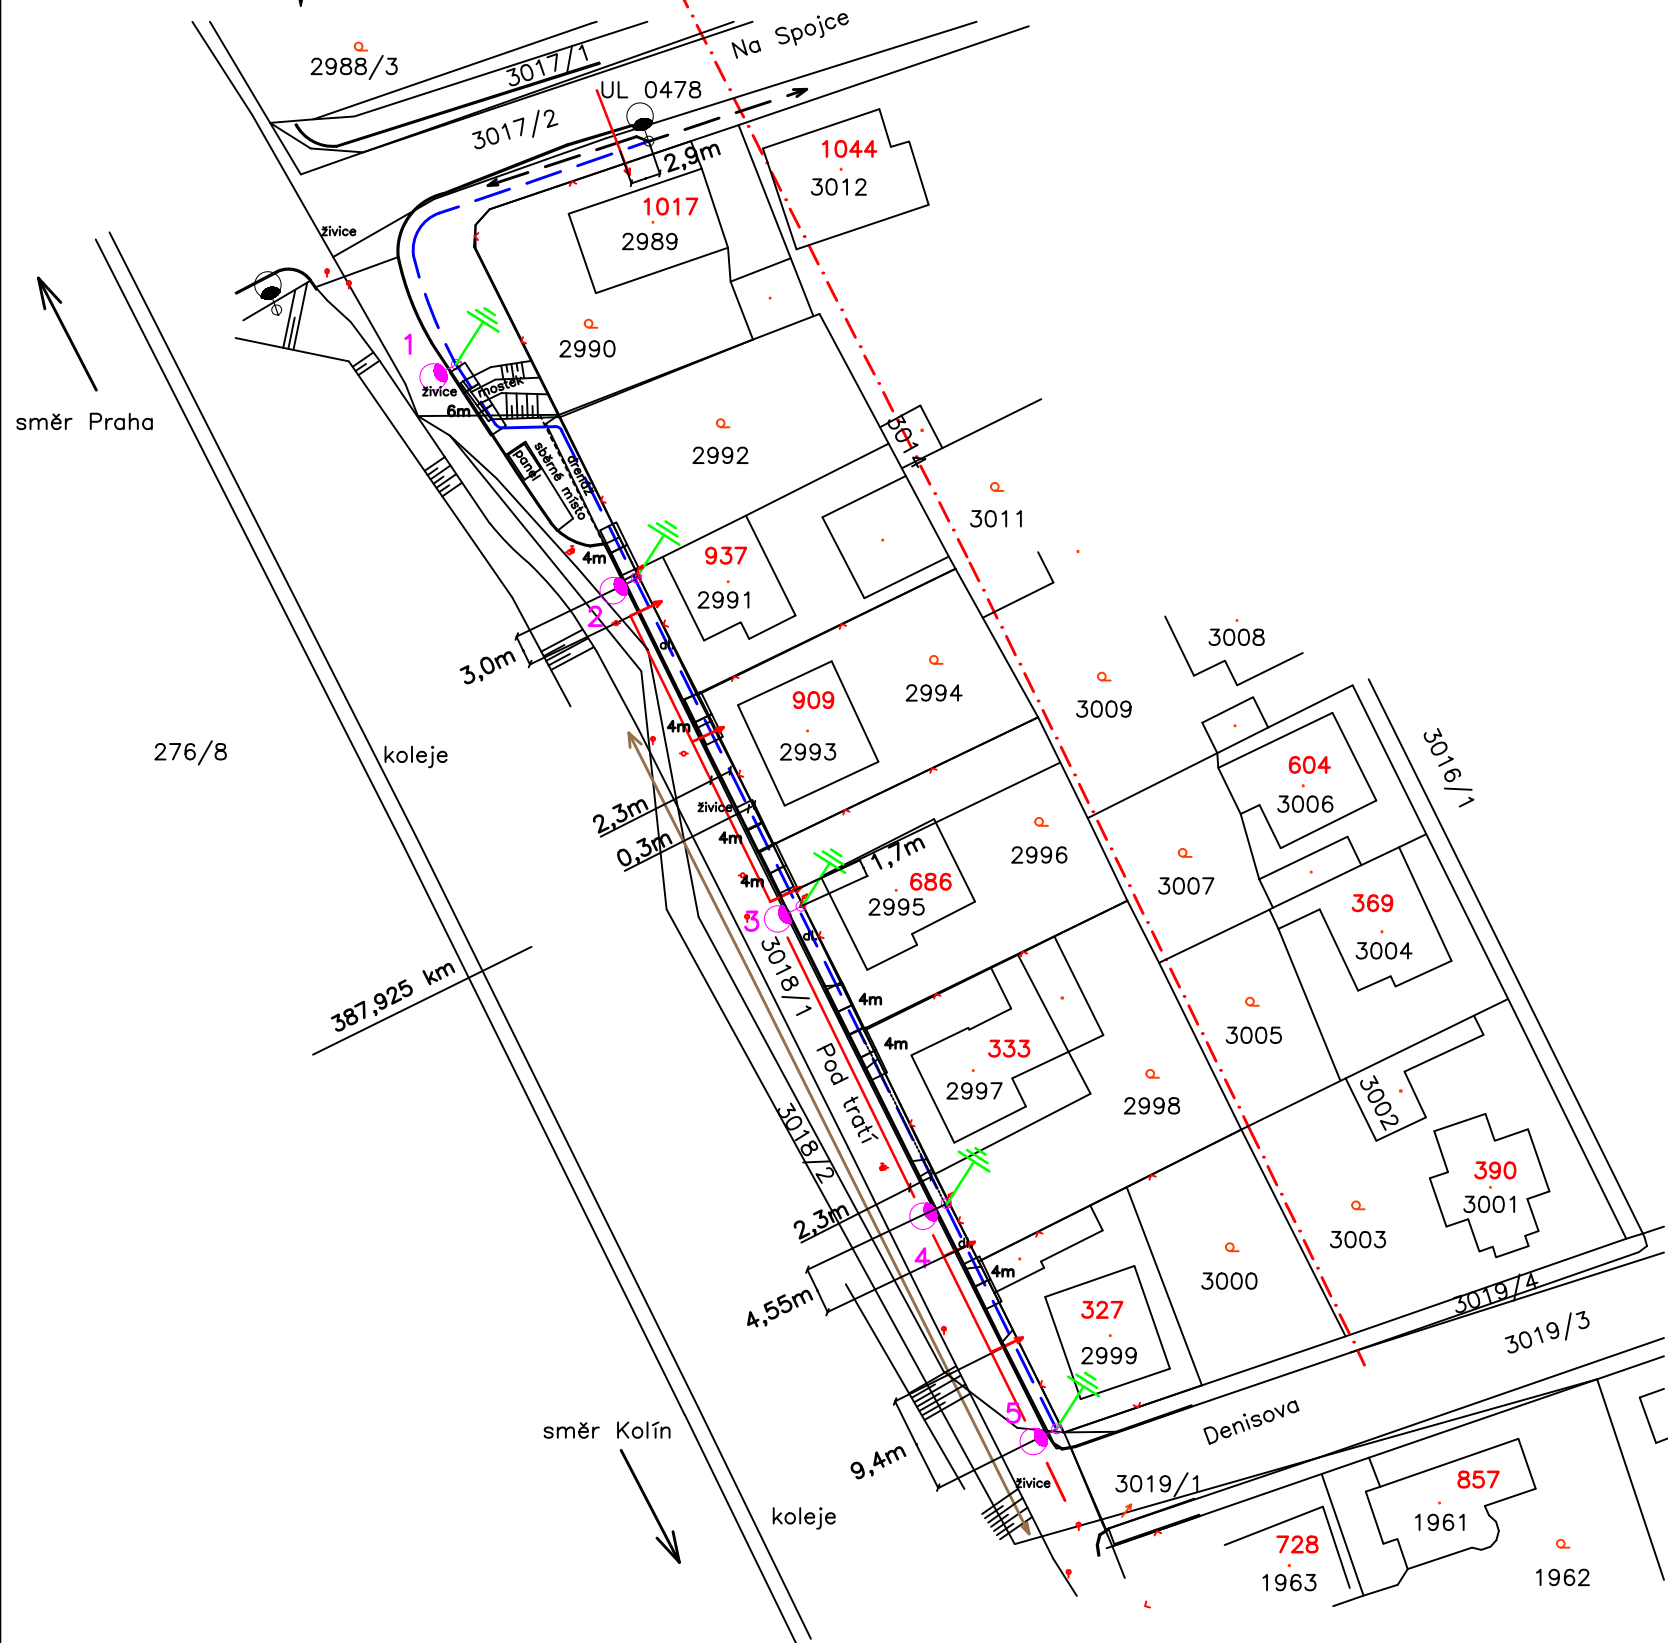 Na Spojce
2988/3
3017/1
UL 0478
3017/2
2,9m
1044
3012
1017
2989
živice
1
2990
živice
mostek
6m
směr Praha
panel
sběrné místo
drenáž
2992
3014
3011
4m
937
2991
2
3,0m
dl.
3008
2994
909
2993
3009
4m
276/8
koleje
3016/1
604
3006
2,3m
živice
0,3m
4m
1,7m
2996
3007
4m
686
2995
3
369
3004
dl.
3018/1
387,925 km
4m
3005
4m
333
2997
Pod tratí
2998
3002
3018/2
390
3001
2,3m
4
dl.
3003
3000
4m
4,55m
3019/4
327
2999
3019/3
5
Denisova
směr Kolín
9,4m
živice
3019/1
857
1961
koleje
728
1963
1962